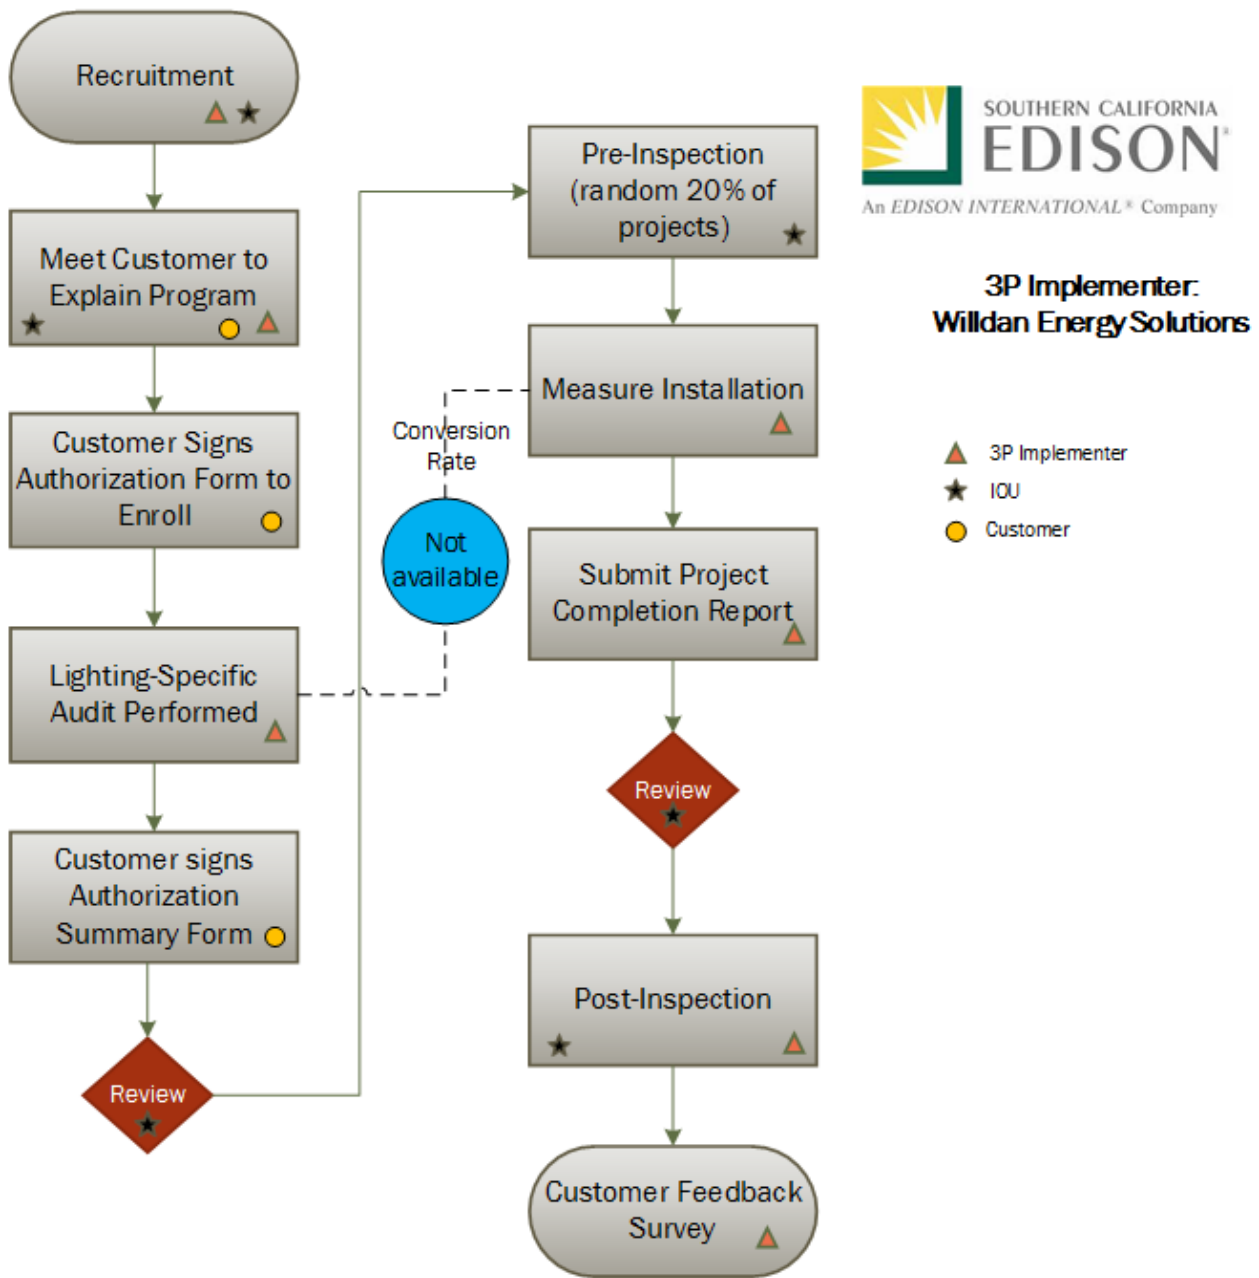 Recruitment
Meet Customer to
Explain Program
Customer Signs
Authorization Form to
Enroll
Lighting-Specific
Audit Performed
Customer signs
Authorization
Summary Form
Review
Conversion
Rate
Not
available
Pre-Inspection
(random 20% of
projects)
Measure Installation
Submit Project
Completion Report
Review
Post-Inspection
Customer Feedback
Survey
SOUTHERN CALIFORNIA
EDISON®
An EDISON INTERNATIONAL® Company
3P Implementer:
Willdan Energy Solutions
3P Implementer
IOU
Customer